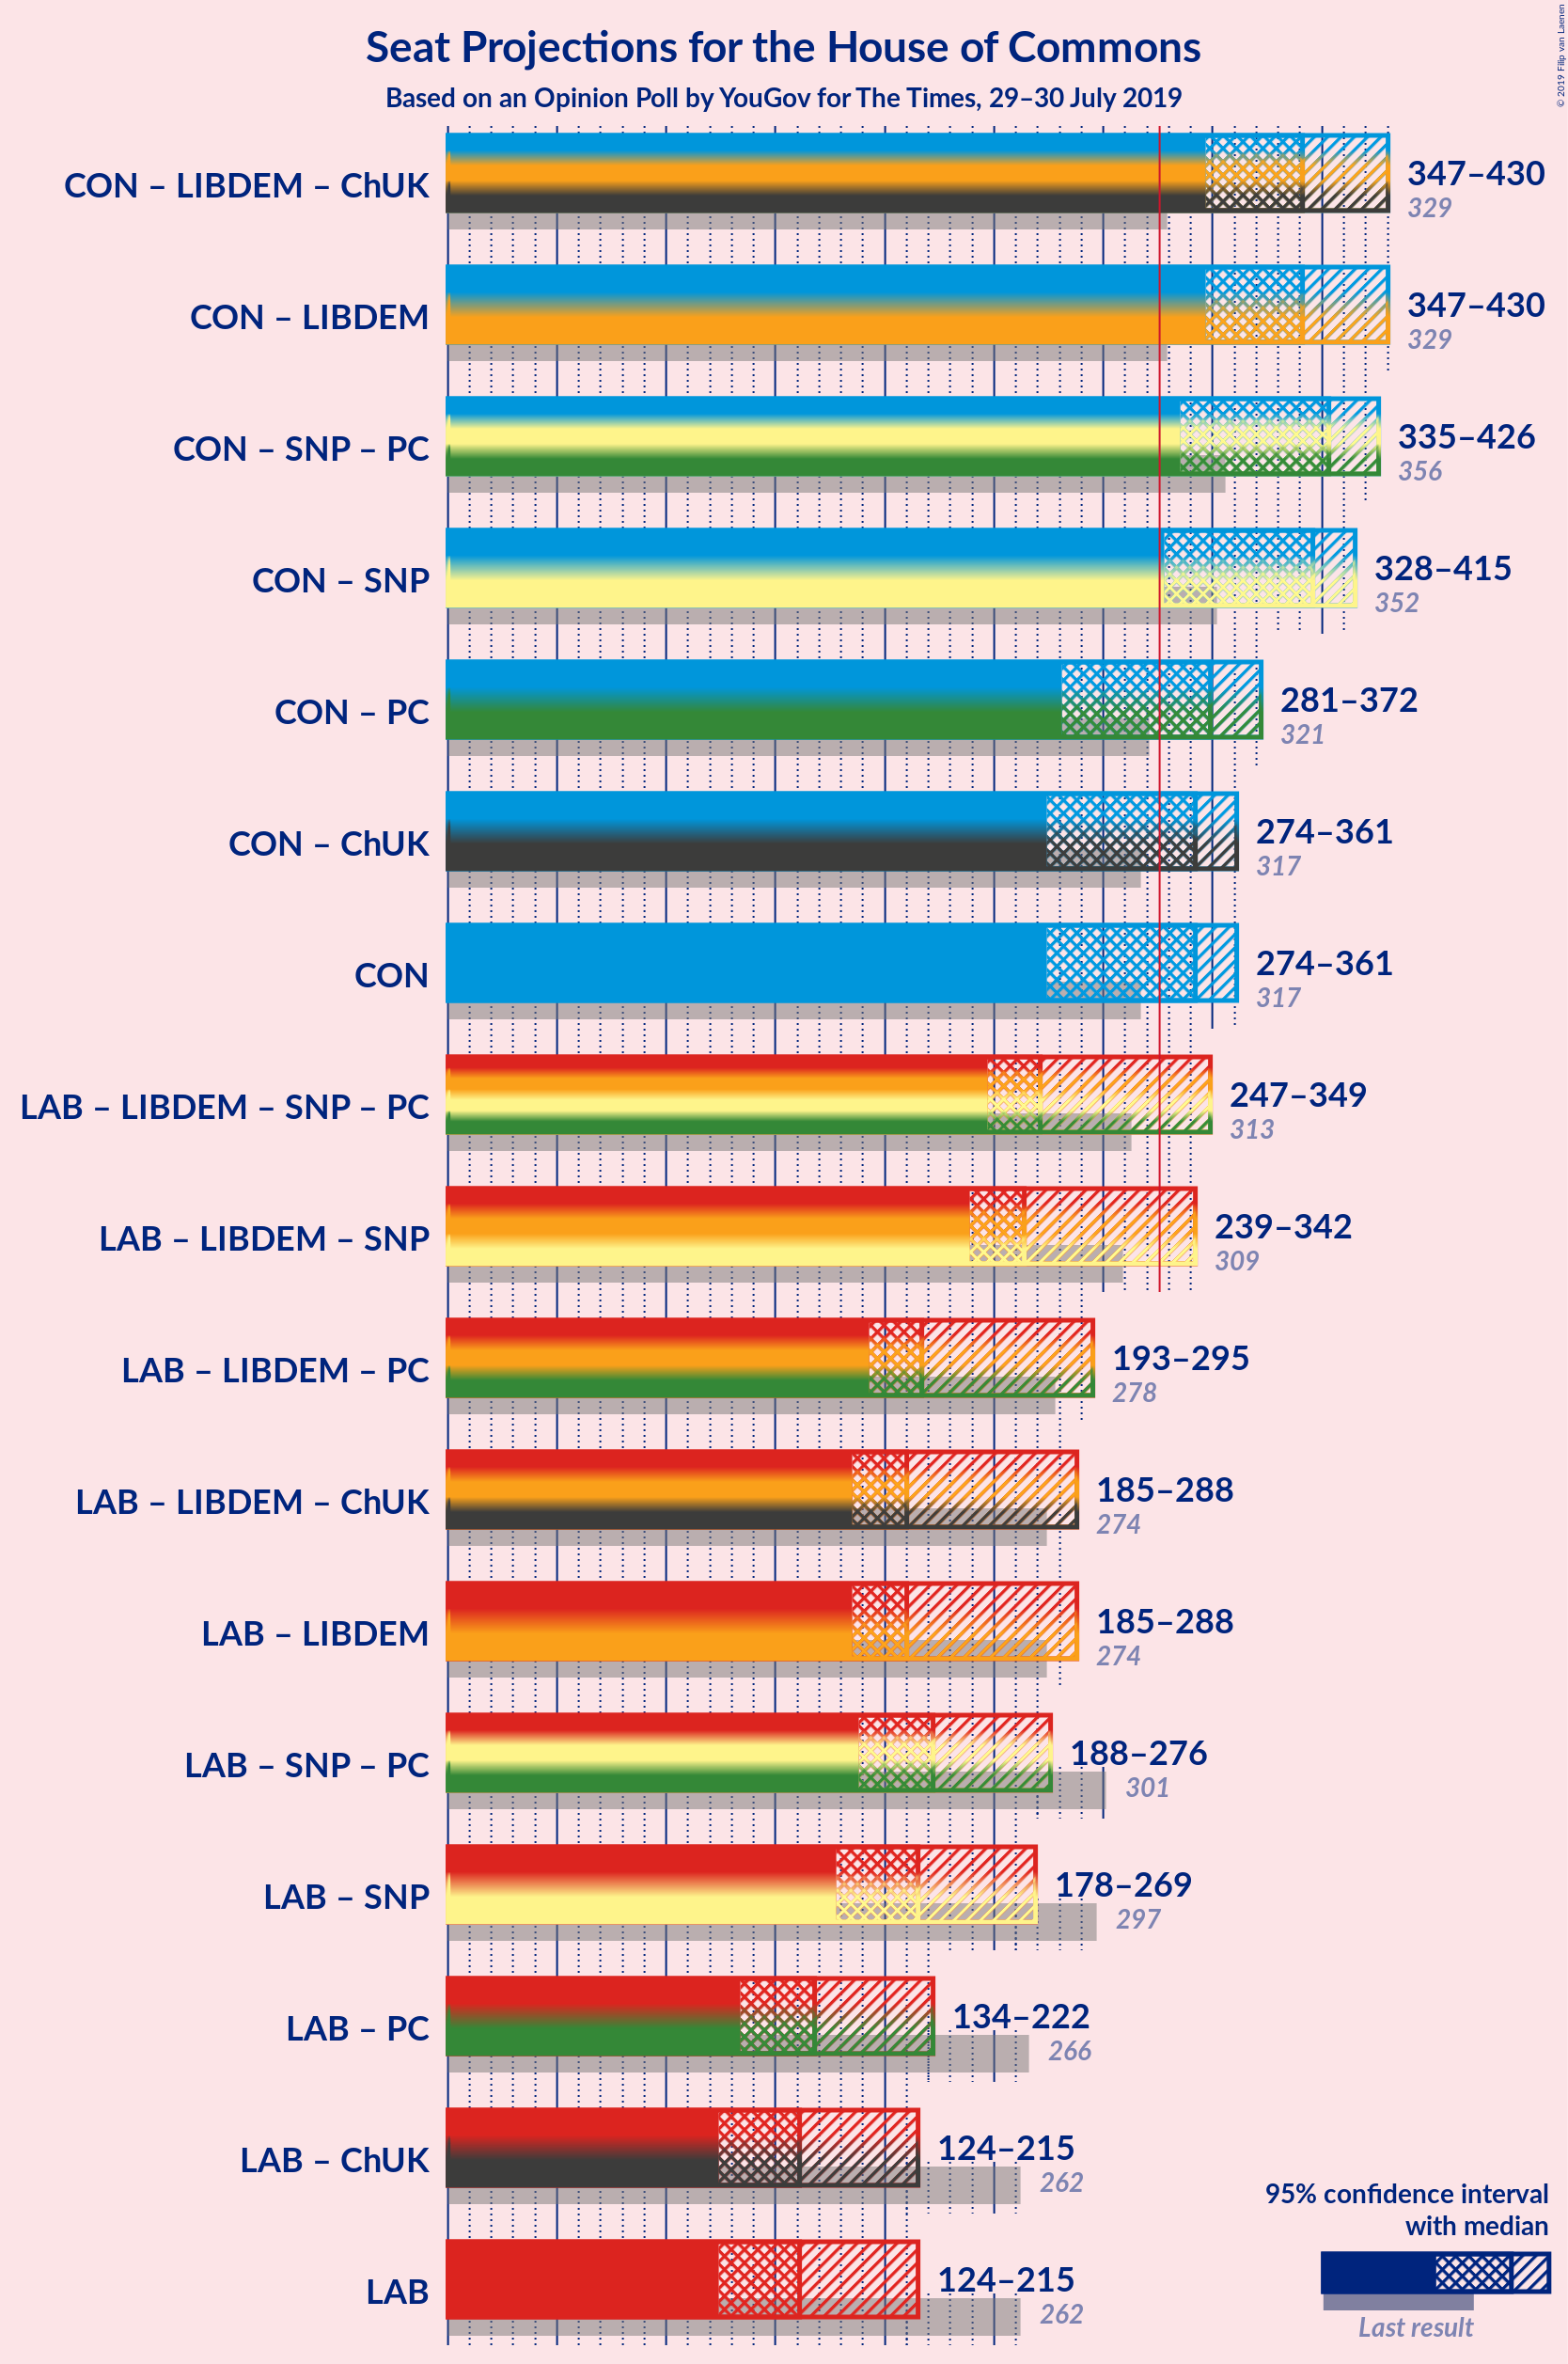 Seat Projections for the House of Commons
Based on an Opinion Poll by YouGov for The Times, 29–30 July 2019
© 2019 Filip van Laenen
CON – LIBDEM – ChUK
347–430
329
CON – LIBDEM
347–430
329
CON – SNP – PC
335–426
356
CON – SNP
328–415
352
CON – PC
281–372
321
CON – ChUK
274–361
317
CON
274–361
317
LAB – LIBDEM – SNP – PC
247–349
313
LAB – LIBDEM – SNP
239–342
309
LAB – LIBDEM – PC
193–295
278
LAB – LIBDEM – ChUK
185–288
274
LAB – LIBDEM
185–288
274
LAB – SNP – PC
188–276
301
LAB – SNP
178–269
297
LAB – PC
134–222
266
LAB – ChUK
124–215
262
LAB
124–215
262
95% confidence interval
with median
Last result